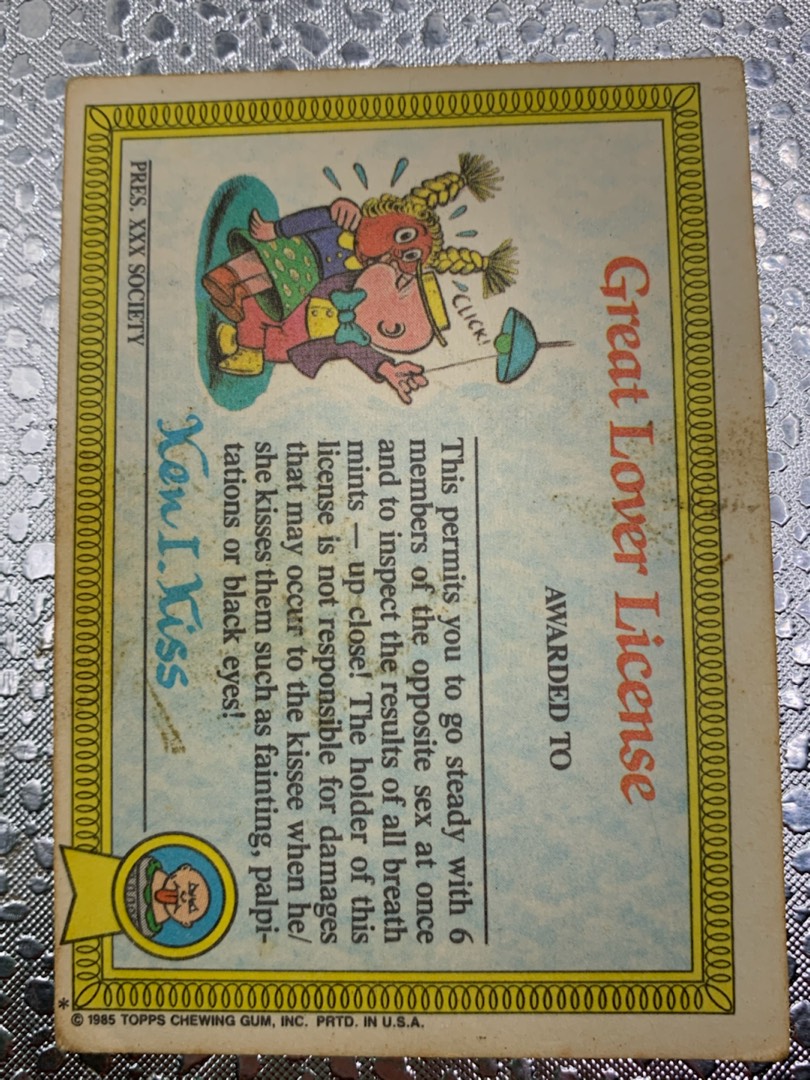 Great Lover License
AWARDED TO
CLICK!
This permits you to go steady with 6
members of the opposite sex at once
and to inspect the results of all breath
mints — up close! The holder of this
license is not responsible for damages
that may occur to the kissee when he/
she kisses them such as fainting, palpi-
tations or black eyes!
Ken I. Kiss
PRES. XXX SOCIETY
* © 1985 TOPPS CHEWING GUM, INC. PRTD. IN U.S.A.